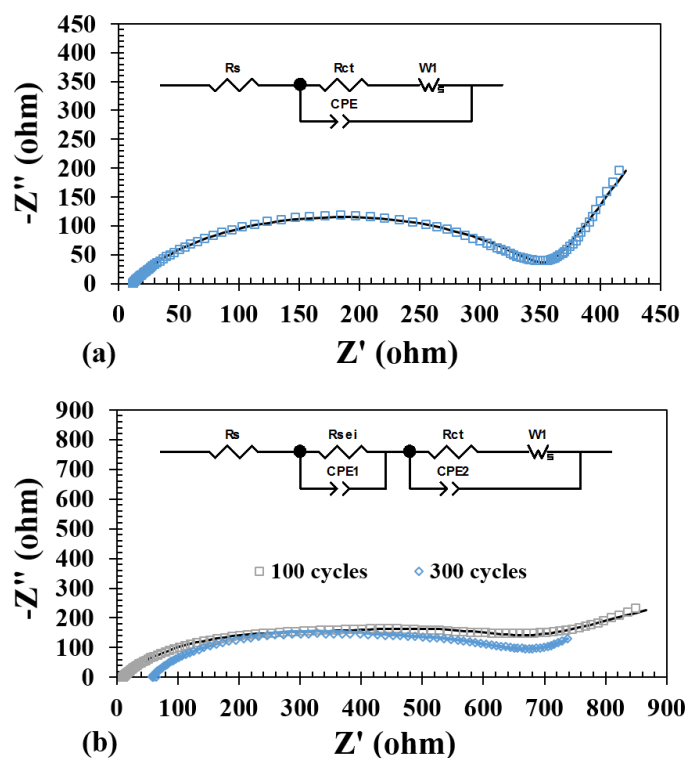 450
400
350
300
250
200
150
100
50
0
-Z" (ohm)
Rs Rct W1
s
CPE
0 50 100 150 200 250 300 350 400 450
(a) Z' (ohm)
900
800
700
600
500
400
300
200
100
0
-Z" (ohm)
Rs Rsei Rct W1
s
CPE1 CPE2
100 cycles 300 cycles
0 100 200 300 400 500 600 700 800 900
(b) Z' (ohm)